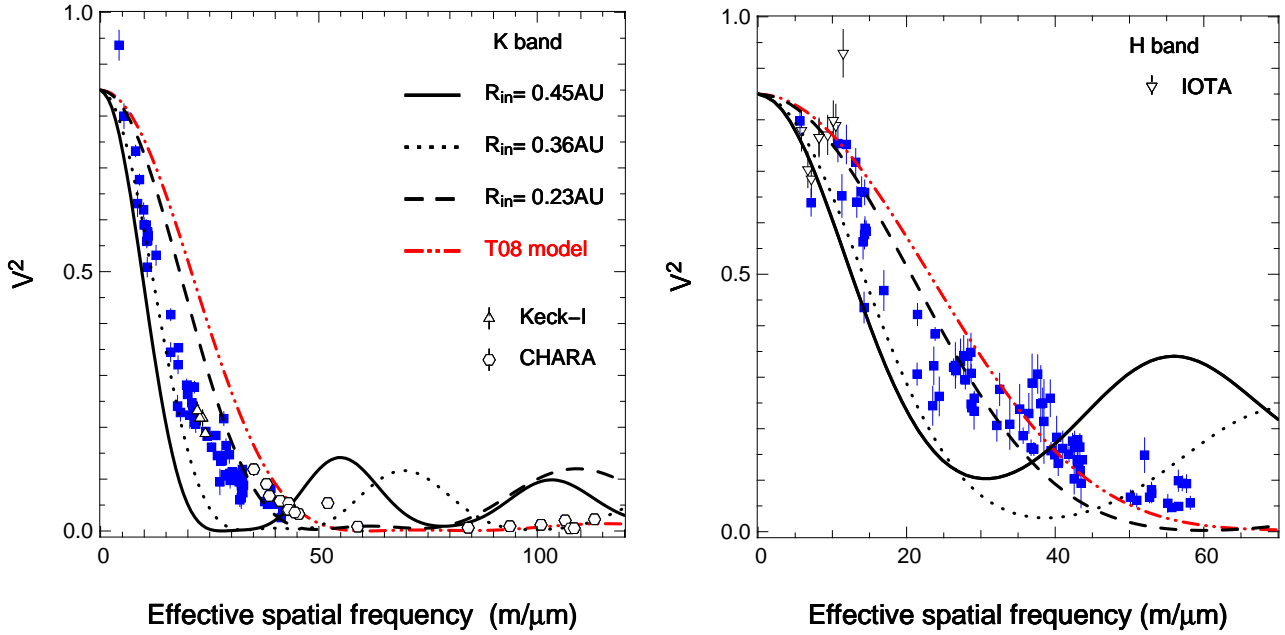 K band
R_in= 0.45AU
R_in= 0.36AU
R_in= 0.23AU
T08 model
Keck-I
CHARA
1.0
0.5
0.0
V²
0
50
100
Effective spatial frequency (m/μm)
H band
IOTA
1.0
0.5
0.0
V²
0
20
40
60
Effective spatial frequency (m/μm)